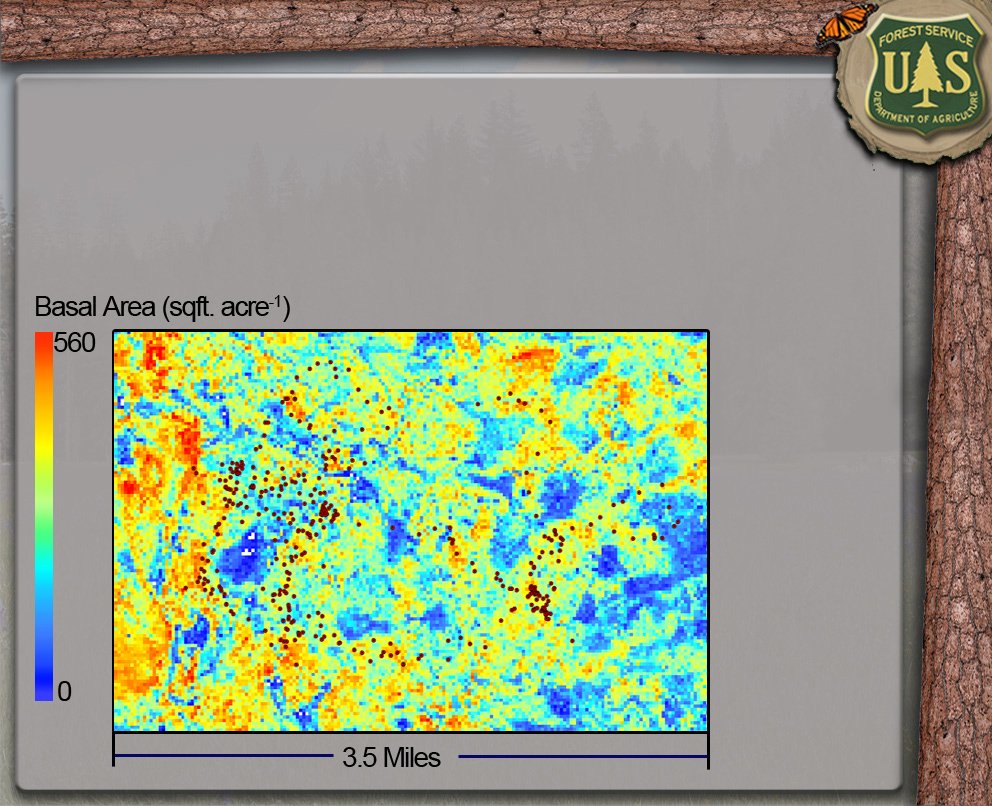 FOREST SERVICE
U S
DEPARTMENT OF AGRICULTURE
Basal Area (sqft. acre⁻¹)
560
0
3.5 Miles